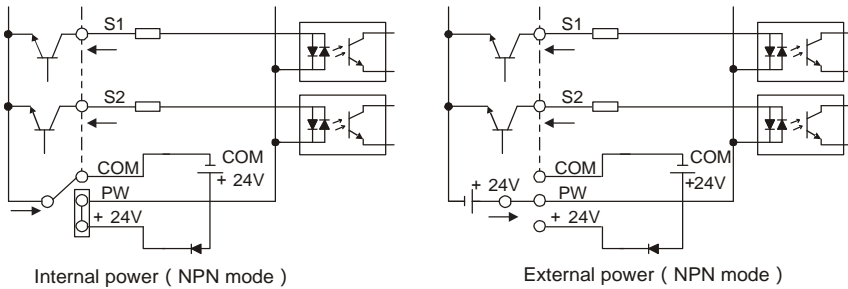 S1
S2
COM
COM
+ 24V
PW
+ 24V
Internal power ( NPN mode )
S1
S2
COM
COM
+24V
+ 24V
PW
+ 24V
External power ( NPN mode )